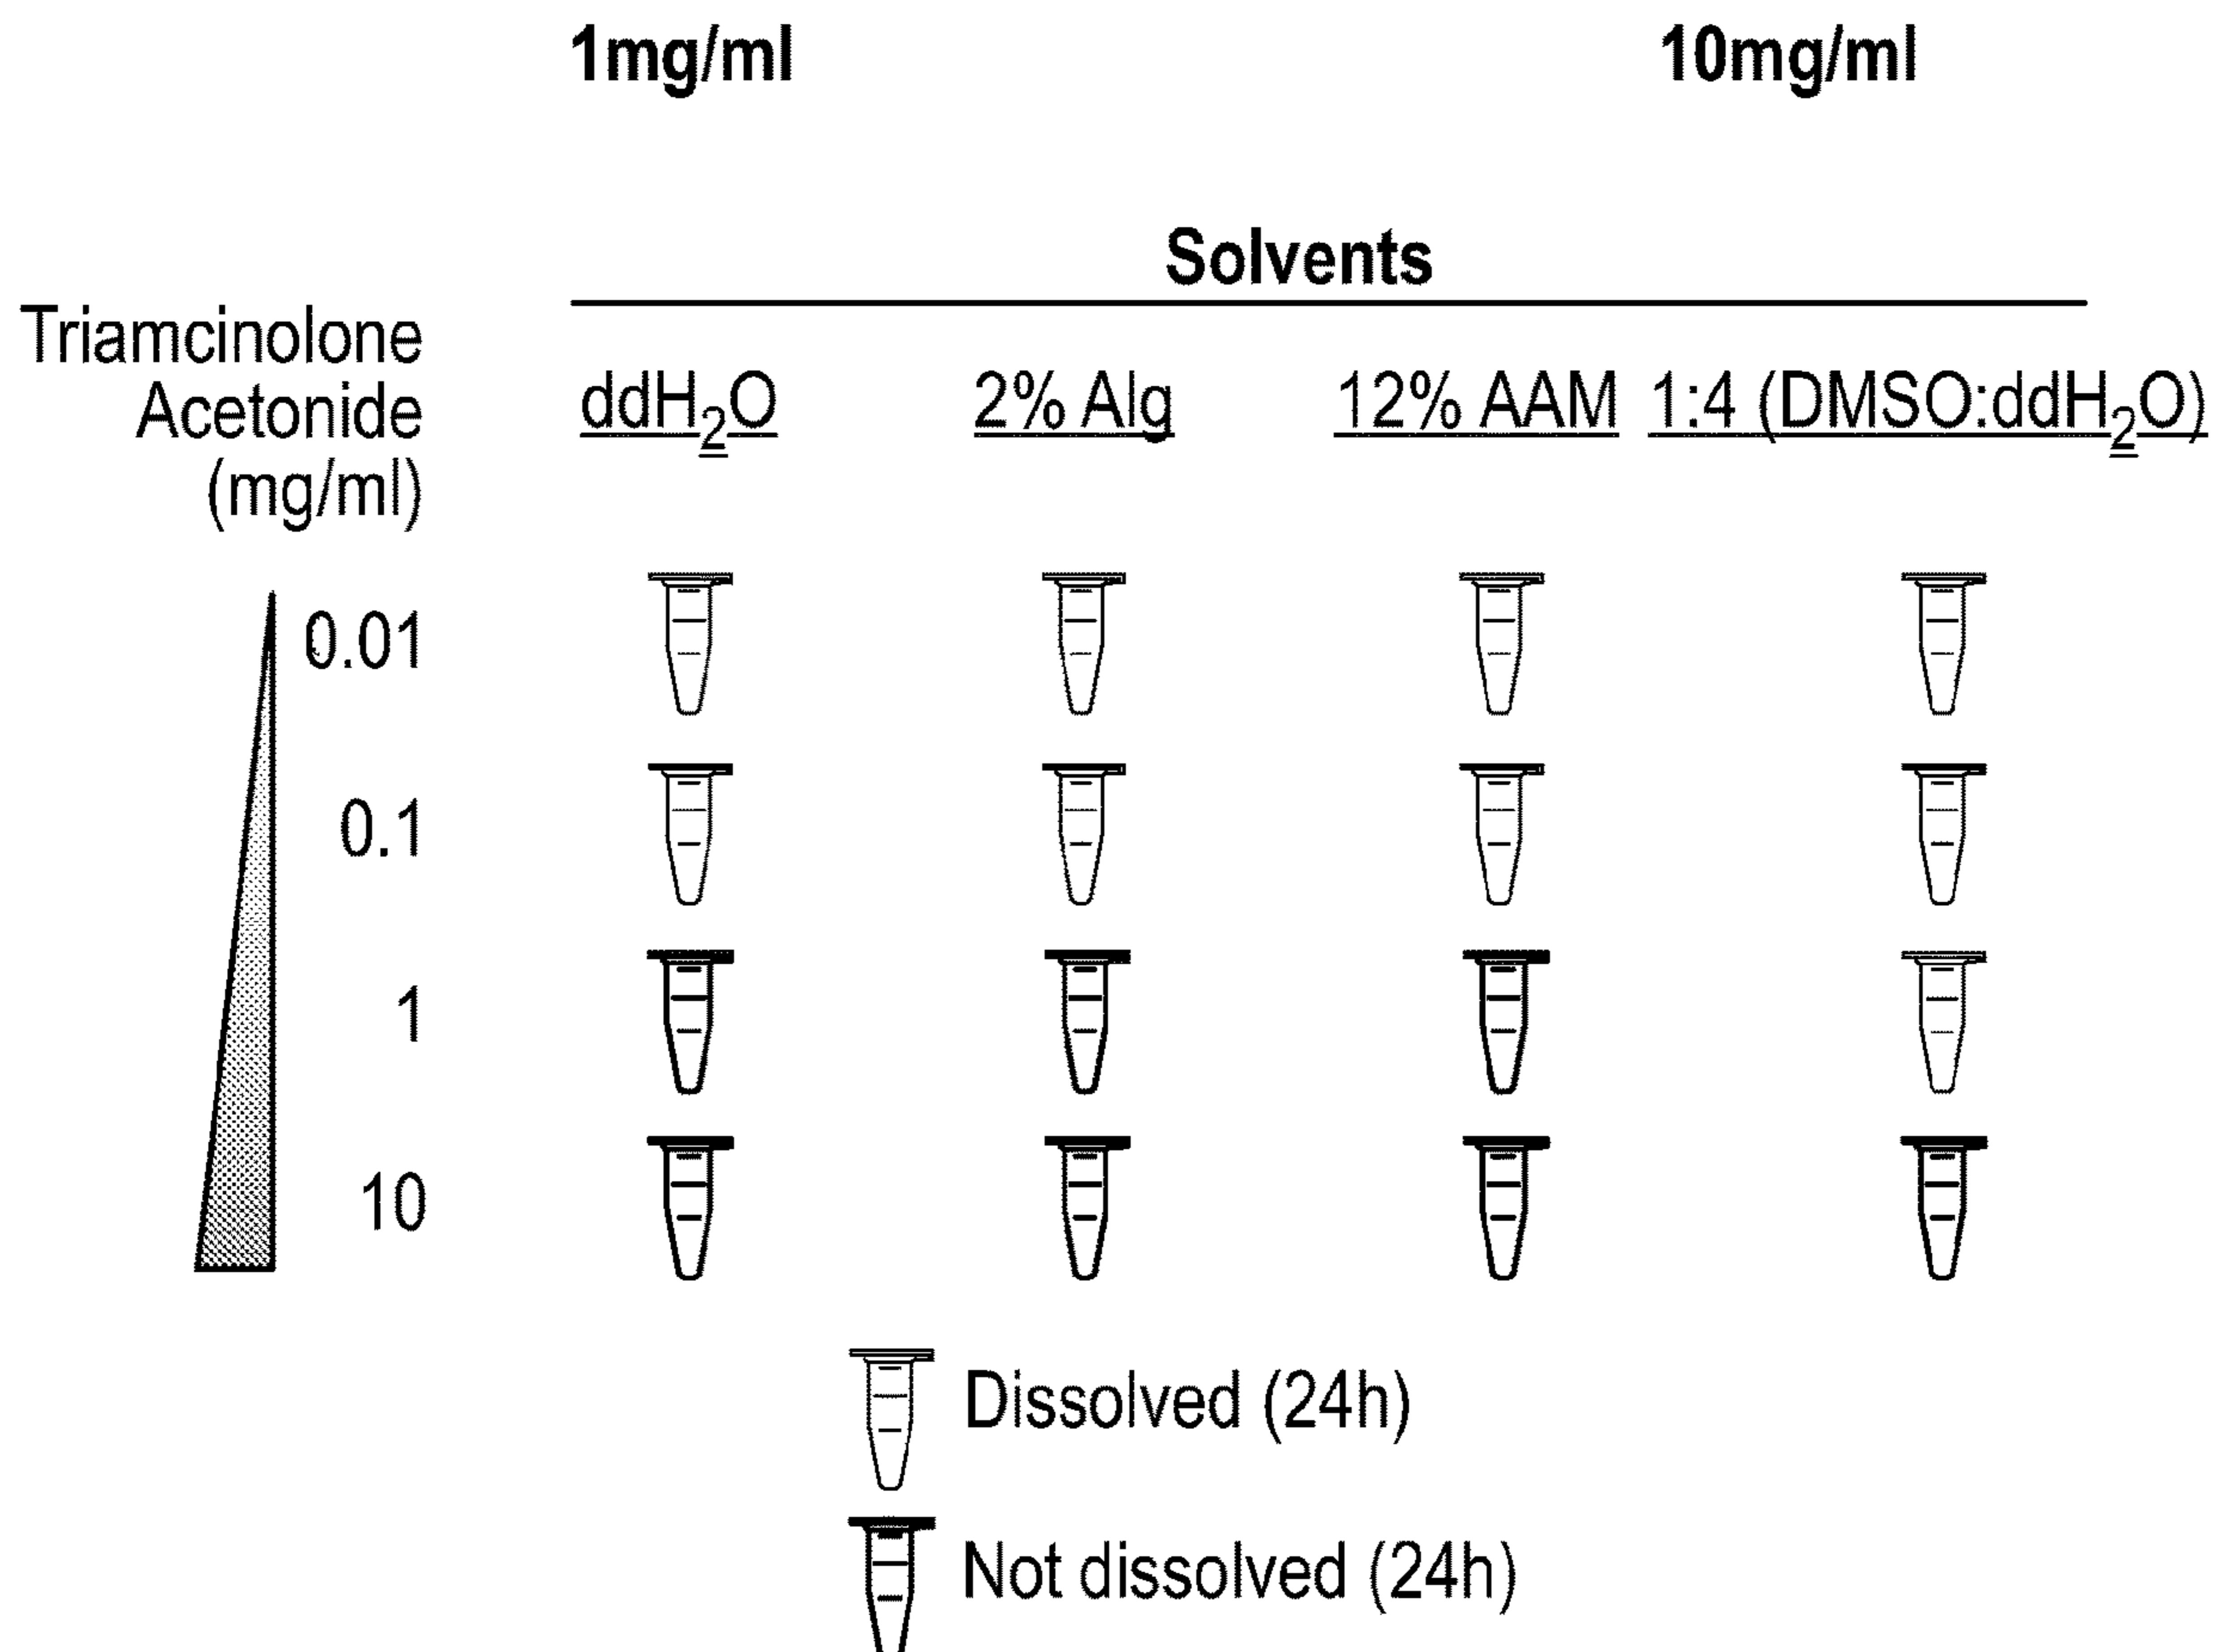 1mg/ml 10mg/ml
Solvents
Triamcinolone
Acetonide
(mg/ml)
ddH₂O 2% Alg 12% AAM 1:4 (DMSO:ddH₂O)
0.01
0.1
1
10
Dissolved (24h)
Not dissolved (24h)